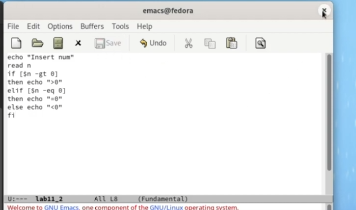 emacs@fedora
File Edit Options Buffers Tools Help
Save Undo
echo "Insert num"
read n
if [$n -gt 0]
then echo ">0"
elif [$n -eq 0]
then echo "=0"
else echo "<0"
fi
U:--- lab11_2 All L8 (Fundamental)
Welcome to GNU Emacs, one component of the GNU/Linux operating system.